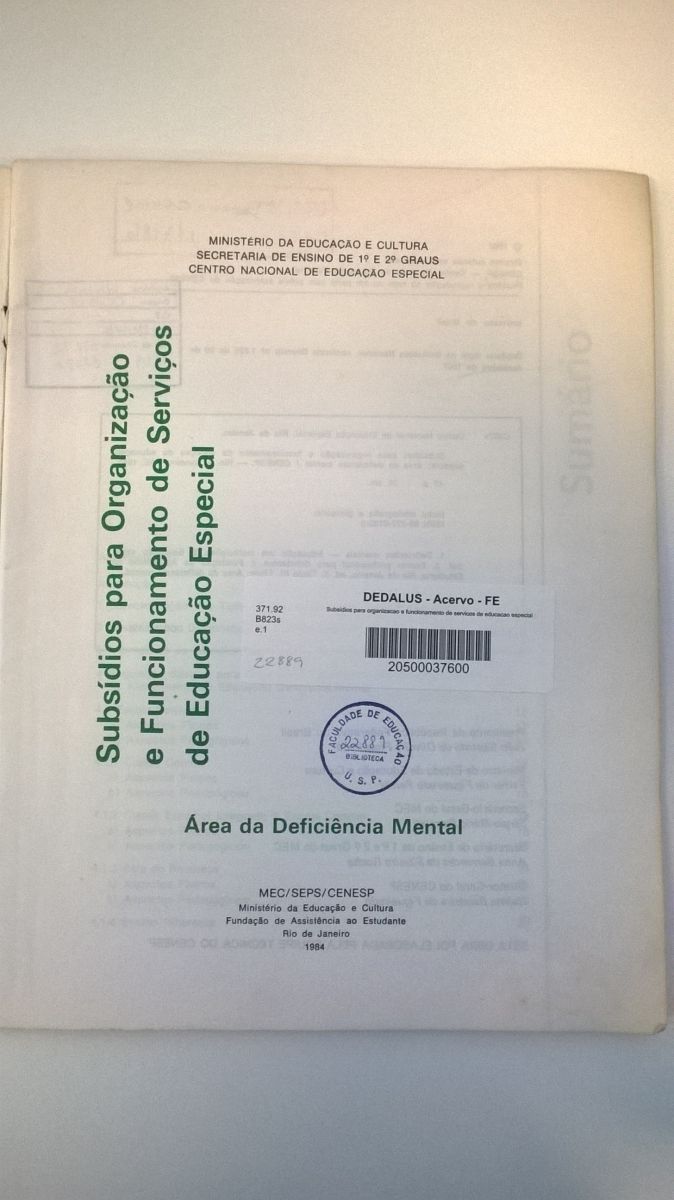 MINISTÉRIO DA EDUCAÇÃO E CULTURA
SECRETARIA DE ENSINO DE 1º E 2º GRAUS
CENTRO NACIONAL DE EDUCAÇÃO ESPECIAL
Subsídios para Organização
e Funcionamento de Serviços
de Educação Especial
371.92
B823s
e.1
22889
DEDALUS - Acervo - FE
Subsídios para organizacao e funcionamento de servicos de educacao especial
20500037600
FACULDADE DE EDUCAÇÃO
22889
BIBLIOTECA
U. S. P.
Área da Deficiência Mental
MEC/SEPS/CENESP
Ministério da Educação e Cultura
Fundação de Assistência ao Estudante
Rio de Janeiro
1984
Sumário